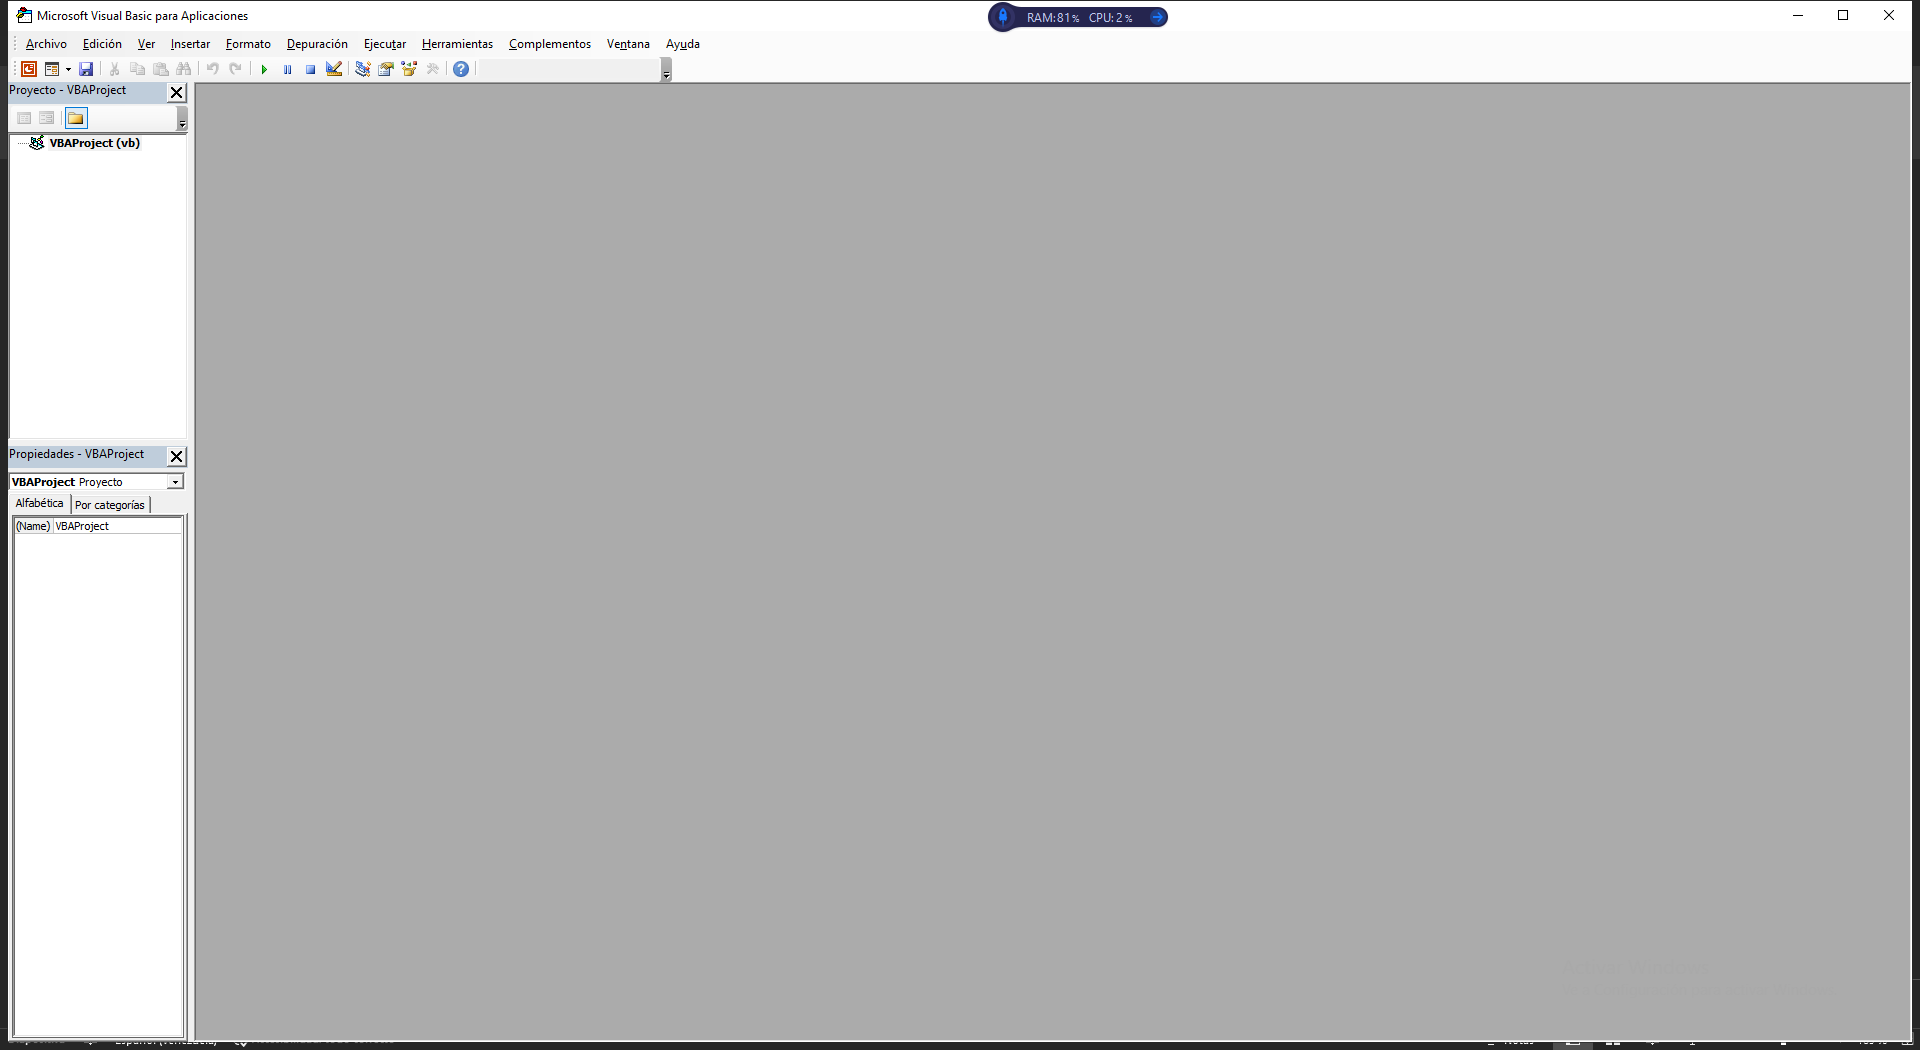 Microsoft Visual Basic para Aplicaciones
RAM:81% CPU:2%
Archivo Edición Ver Insertar Formato Depuración Ejecutar Herramientas Complementos Ventana Ayuda
Proyecto - VBAProject
VBAProject (vb)
Propiedades - VBAProject
VBAProject Proyecto
Alfabética Por categorías
(Name) VBAProject